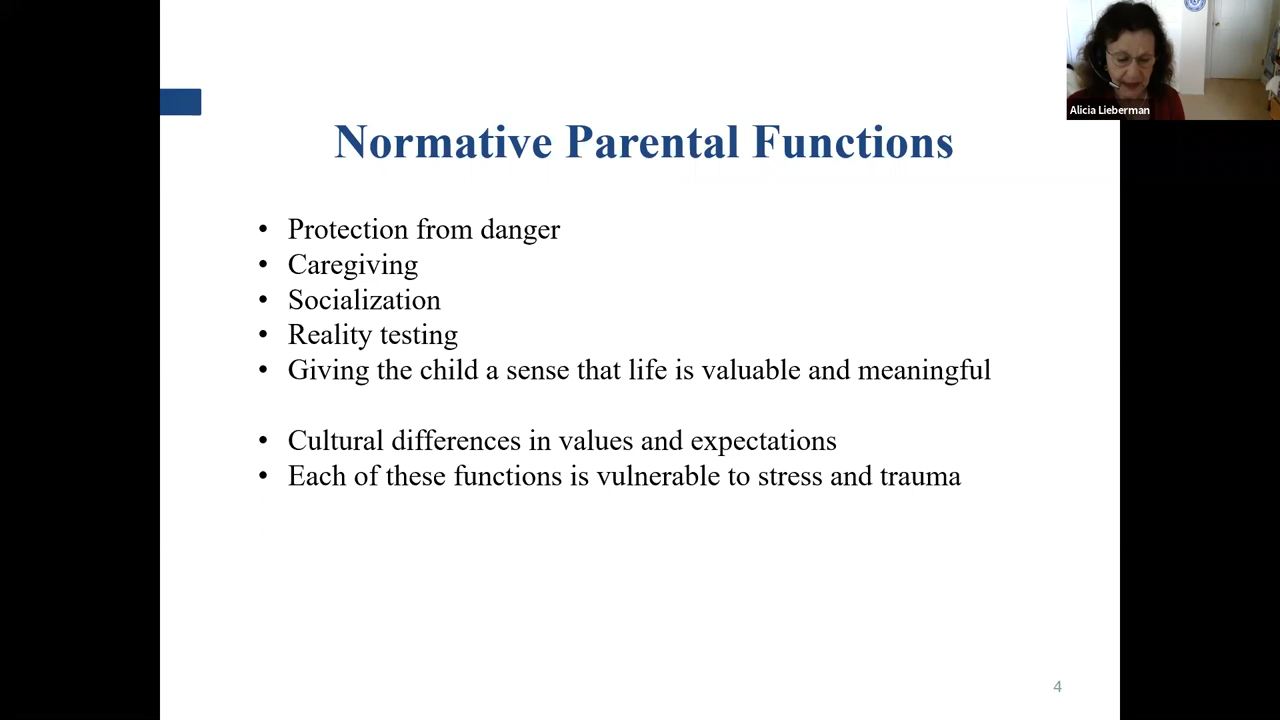 Alicia Lieberman
Normative Parental Functions
• Protection from danger
• Caregiving
• Socialization
• Reality testing
• Giving the child a sense that life is valuable and meaningful
• Cultural differences in values and expectations
• Each of these functions is vulnerable to stress and trauma
4